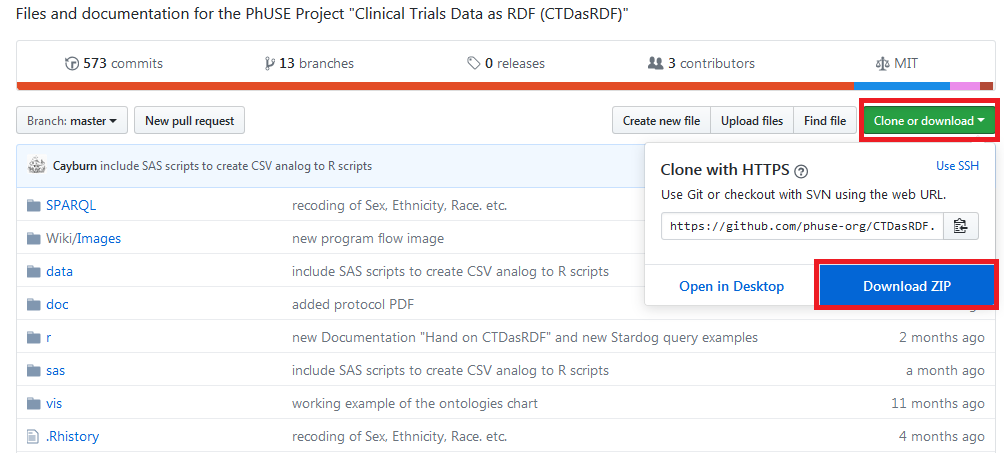 Files and documentation for the PhUSE Project "Clinical Trials Data as RDF (CTDasRDF)"
573 commits 13 branches 0 releases 3 contributors MIT
Branch: master New pull request Create new file Upload files Find file Clone or download
Cayburn include SAS scripts to create CSV analog to R scripts
Clone with HTTPS Use SSH
Use Git or checkout with SVN using the web URL.
https://github.com/phuse-org/CTDasRDF.
Open in Desktop Download ZIP
SPARQL recoding of Sex, Ethnicity, Race. etc.
Wiki/Images new program flow image
data include SAS scripts to create CSV analog to R scripts
doc added protocol PDF
r new Documentation "Hand on CTDasRDF" and new Stardog query examples 2 months ago
sas include SAS scripts to create CSV analog to R scripts a month ago
vis working example of the ontologies chart 11 months ago
.Rhistory recoding of Sex, Ethnicity, Race. etc. 4 months ago